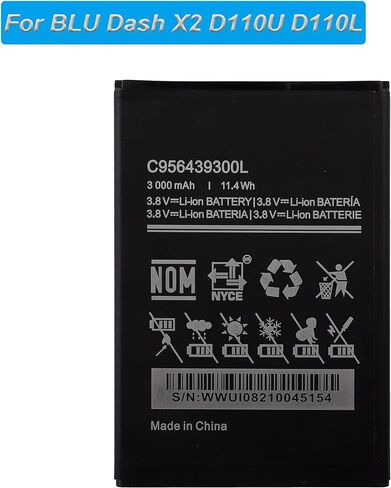 For BLU Dash X2 D110U D110L
C956439300L
3 000 mAh | 11.4 Wh
3.8 V⎓Li-ion BATTERY | 3.8 V⎓Li-ion BATERÍA
3.8 V⎓Li-ion BATERIA | 3.8 V⎓Li-ion BATTERIE
NOM
NYCE
S/N: WWUI08210045154
Made in China